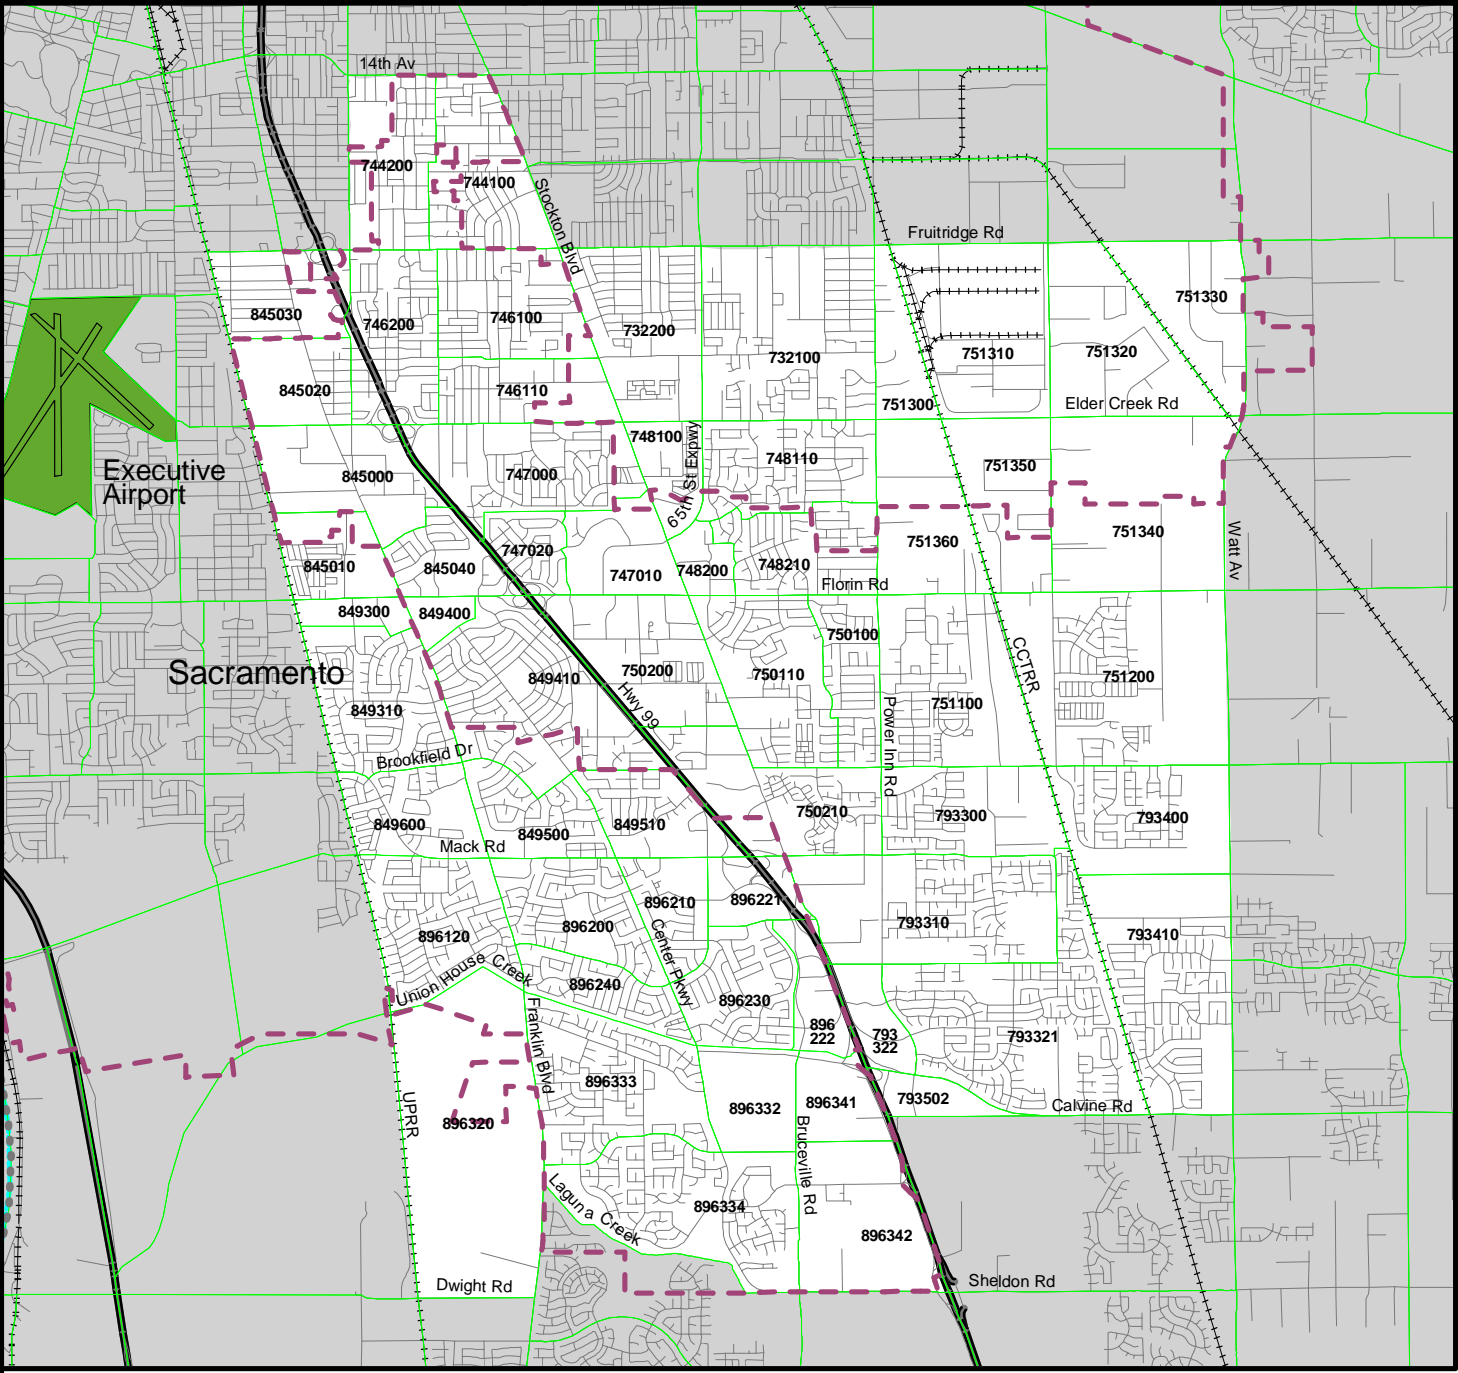 14th Av
744200
744100
Stockton Blvd
Fruitridge Rd
845030
746200
746100
732200
732100
751310
751320
751330
845020
746110
751300
Elder Creek Rd
748100
65th St Expwy
748110
751350
Executive
Airport
845000
747000
751360
751340
Watt Av
845010
845040
747020
747010
748200
748210
Florin Rd
849300
849400
750100
CCTRR
Sacramento
849410
750200
750110
751200
849310
Hwy 99
Power Inn Rd
751100
Brookfield Dr
849600
849500
849510
750210
793300
793400
Mack Rd
896210
896221
896200
793310
896120
Center Pkwy
793410
Union House Creek
896240
896230
Franklin Blvd
896
222
793
322
793321
896333
UPRR
896320
896332
896341
793502
Calvine Rd
Bruceville Rd
Laguna Creek
896334
896342
Dwight Rd
Sheldon Rd